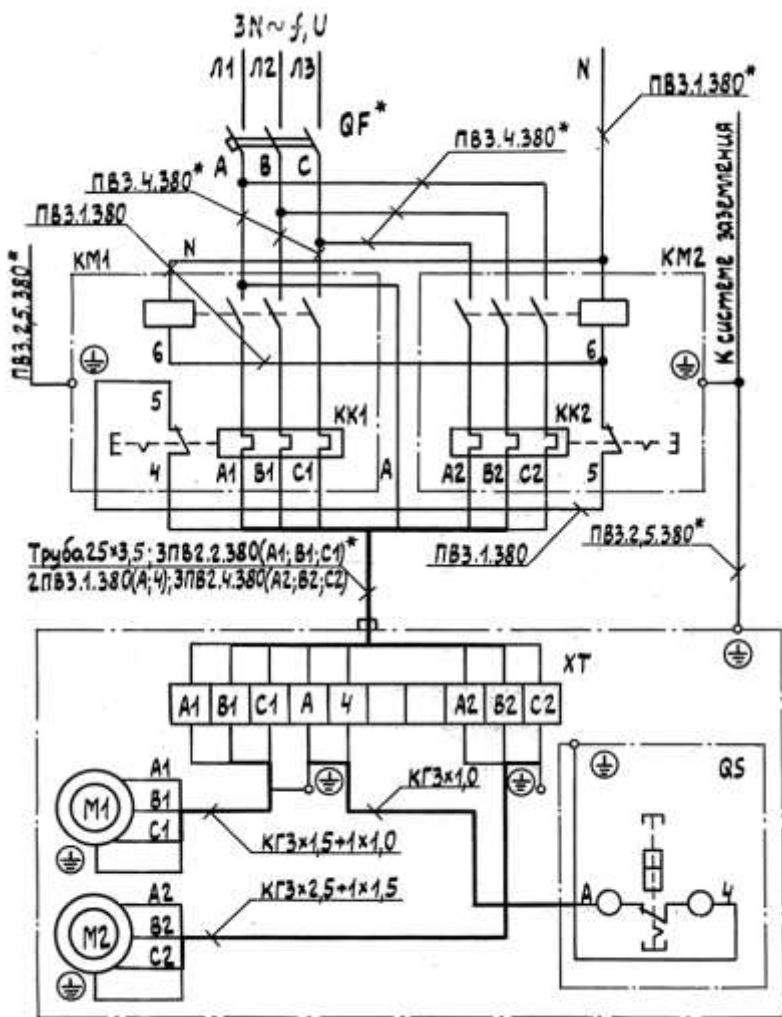 3N~f,U
Л1 Л2 Л3 N
ПВ3.1.380*
QF*
A B C
ПВ3.4.380*
ПВ3.4.380*
ПВ3.1.380
К системе заземления
N
KM1 KM2
ПВ3.2,5.380*
6 6
5
KK1 KK2
4 A1 B1 C1 A A2 B2 C2 5
Труба25×3,5; 3ПВ2.2.380(A1;B1;C1)*
2ПВ3.1.380(A;4);3ПВ2.4.380(A2;B2;C2)
ПВ3.1.380
ПВ3.2,5.380*
XT
A1 B1 C1 A 4 A2 B2 C2
QS
A1
M1 B1
C1
КГ3×1,0
КГ3×1,5+1×1,0
A2
M2 B2
C2
КГ3×2,5+1×1,5
A 4